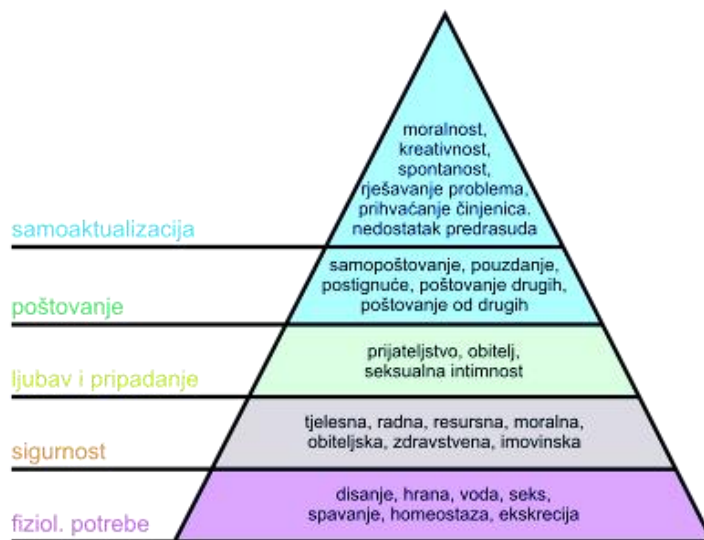 moralnost,
kreativnost,
spontanost,
rješavanje problema,
prihvaćanje činjenica.
nedostatak predrasuda
samoaktualizacija
samopoštovanje, pouzdanje,
postignuće, poštovanje drugih,
poštovanje od drugih
poštovanje
prijateljstvo, obitelj,
seksualna intimnost
ljubav i pripadanje
tjelesna, radna, resursna, moralna,
obiteljska, zdravstvena, imovinska
sigurnost
disanje, hrana, voda, seks,
spavanje, homeostaza, ekskrecija
fiziol. potrebe